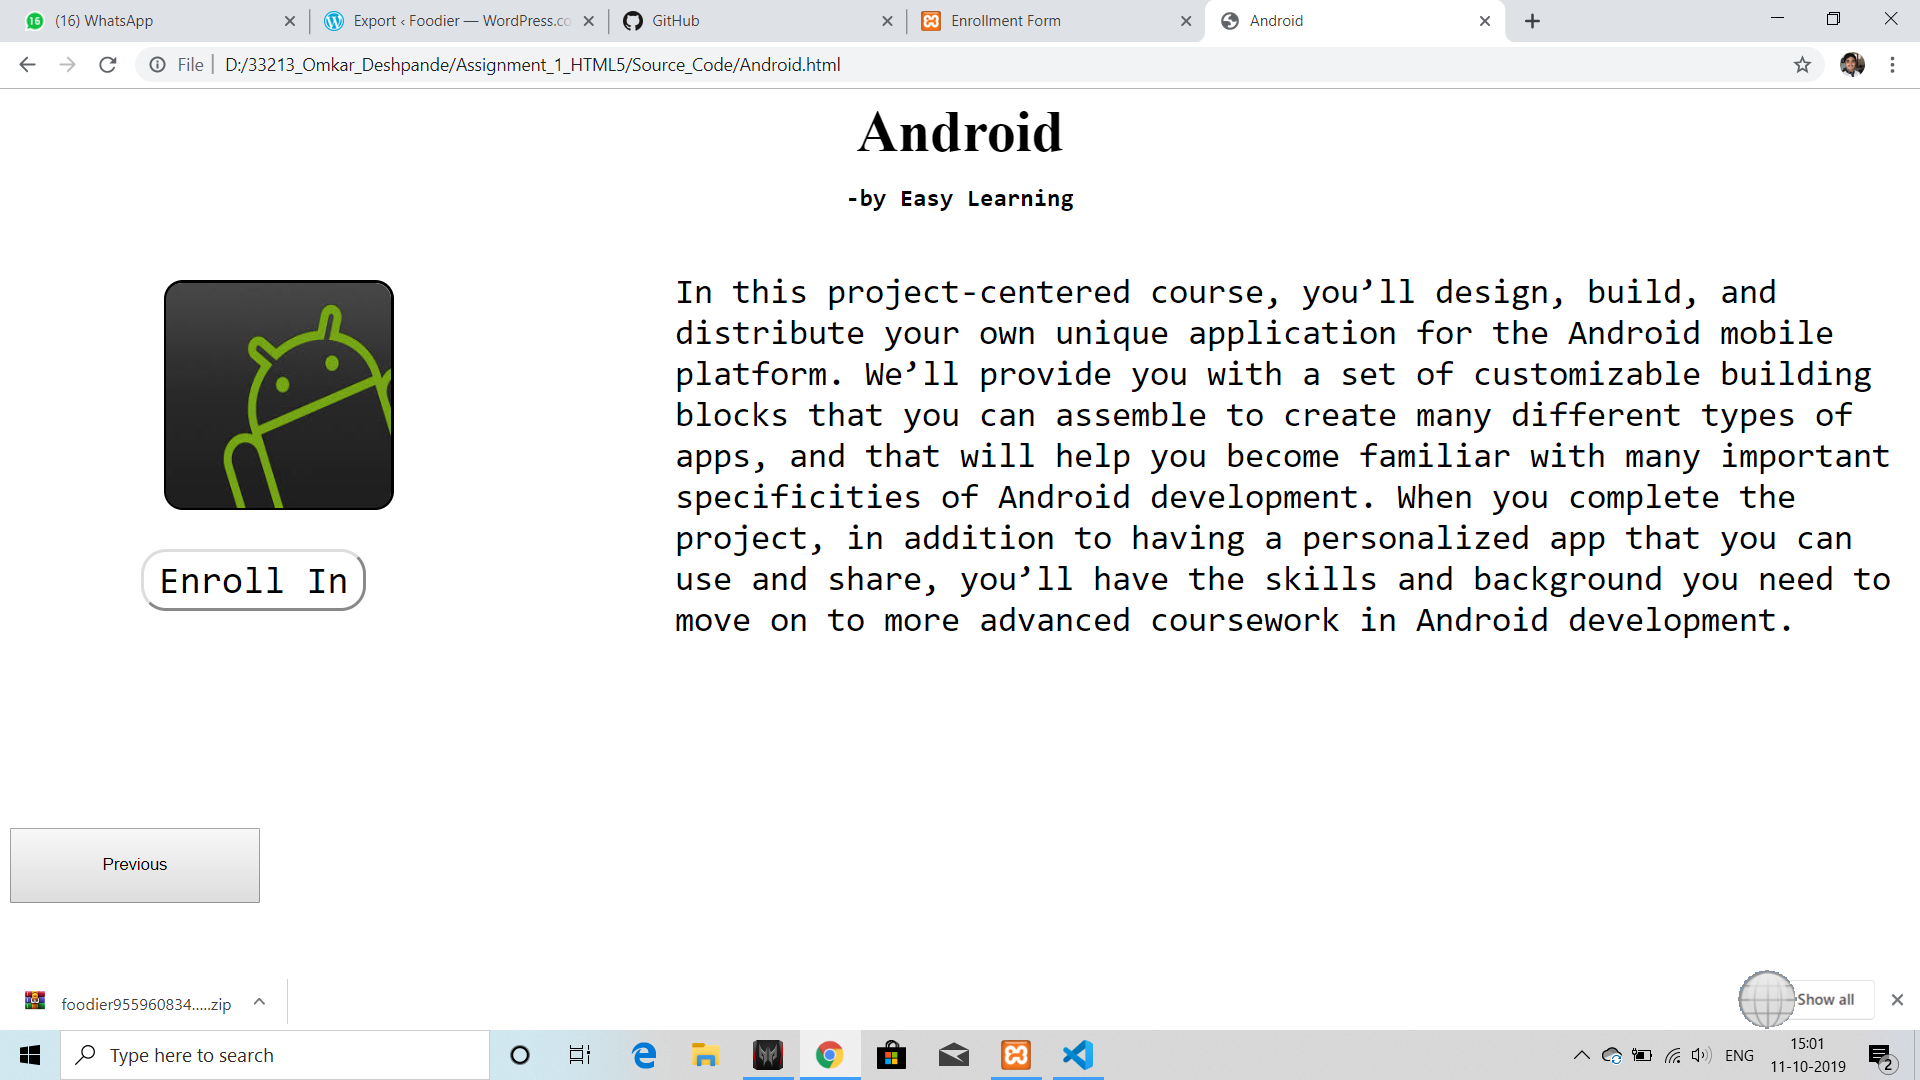 (16) WhatsApp
Export ‹ Foodier — WordPress.co
GitHub
Enrollment Form
Android
File
D:/33213_Omkar_Deshpande/Assignment_1_HTML5/Source_Code/Android.html
Android
-by Easy Learning
In this project-centered course, you’ll design, build, and
distribute your own unique application for the Android mobile
platform. We’ll provide you with a set of customizable building
blocks that you can assemble to create many different types of
apps, and that will help you become familiar with many important
specificities of Android development. When you complete the
project, in addition to having a personalized app that you can
use and share, you’ll have the skills and background you need to
move on to more advanced coursework in Android development.
Enroll In
Previous
foodier955960834.....zip
Show all
Type here to search
ENG
15:01
11-10-2019
2